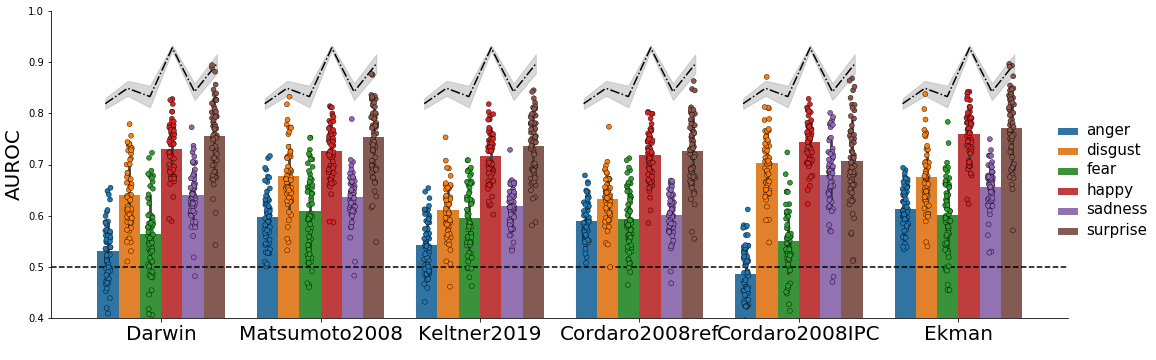 1.0
0.9
0.8
0.7
0.6
0.5
0.4
AUROC
Darwin
Matsumoto2008
Keltner2019
Cordaro2008ref
Cordaro2008IPC
Ekman
anger
disgust
fear
happy
sadness
surprise